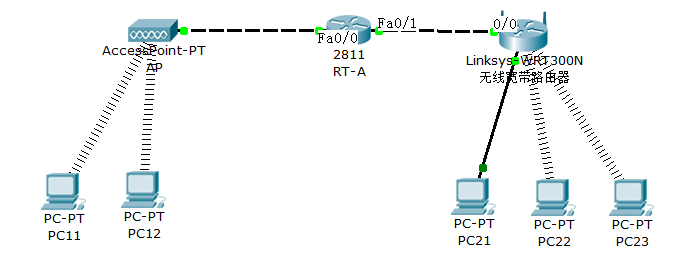 AccessPoint-PT
AP
Fa0/0
2811
RT-A
Fa0/1
0/0
Linksys-WRT300N
无线宽带路由器
PC-PT
PC11
PC-PT
PC12
PC-PT
PC21
PC-PT
PC22
PC-PT
PC23